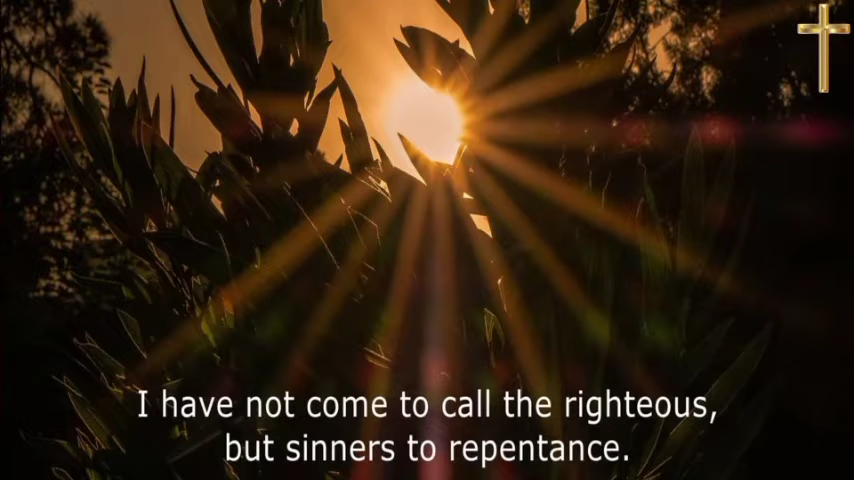 I have not come to call the righteous,
but sinners to repentance.